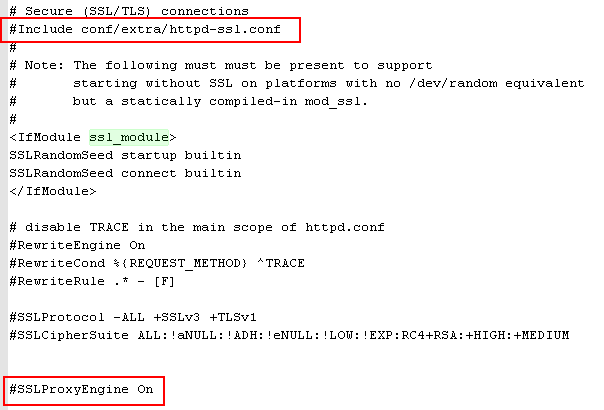 # Secure (SSL/TLS) connections
#Include conf/extra/httpd-ssl.conf
#
# Note: The following must must be present to support
#       starting without SSL on platforms with no /dev/random equivalent
#       but a statically compiled-in mod_ssl.
#
<IfModule ssl_module>
SSLRandomSeed startup builtin
SSLRandomSeed connect builtin
</IfModule>
# disable TRACE in the main scope of httpd.conf
#RewriteEngine On
#RewriteCond %{REQUEST_METHOD} ^TRACE
#RewriteRule .* - [F]
#SSLProtocol -ALL +SSLv3 +TLSv1
#SSLCipherSuite ALL:!aNULL:!ADH:!eNULL:!LOW:!EXP:RC4+RSA:+HIGH:+MEDIUM
#SSLProxyEngine On